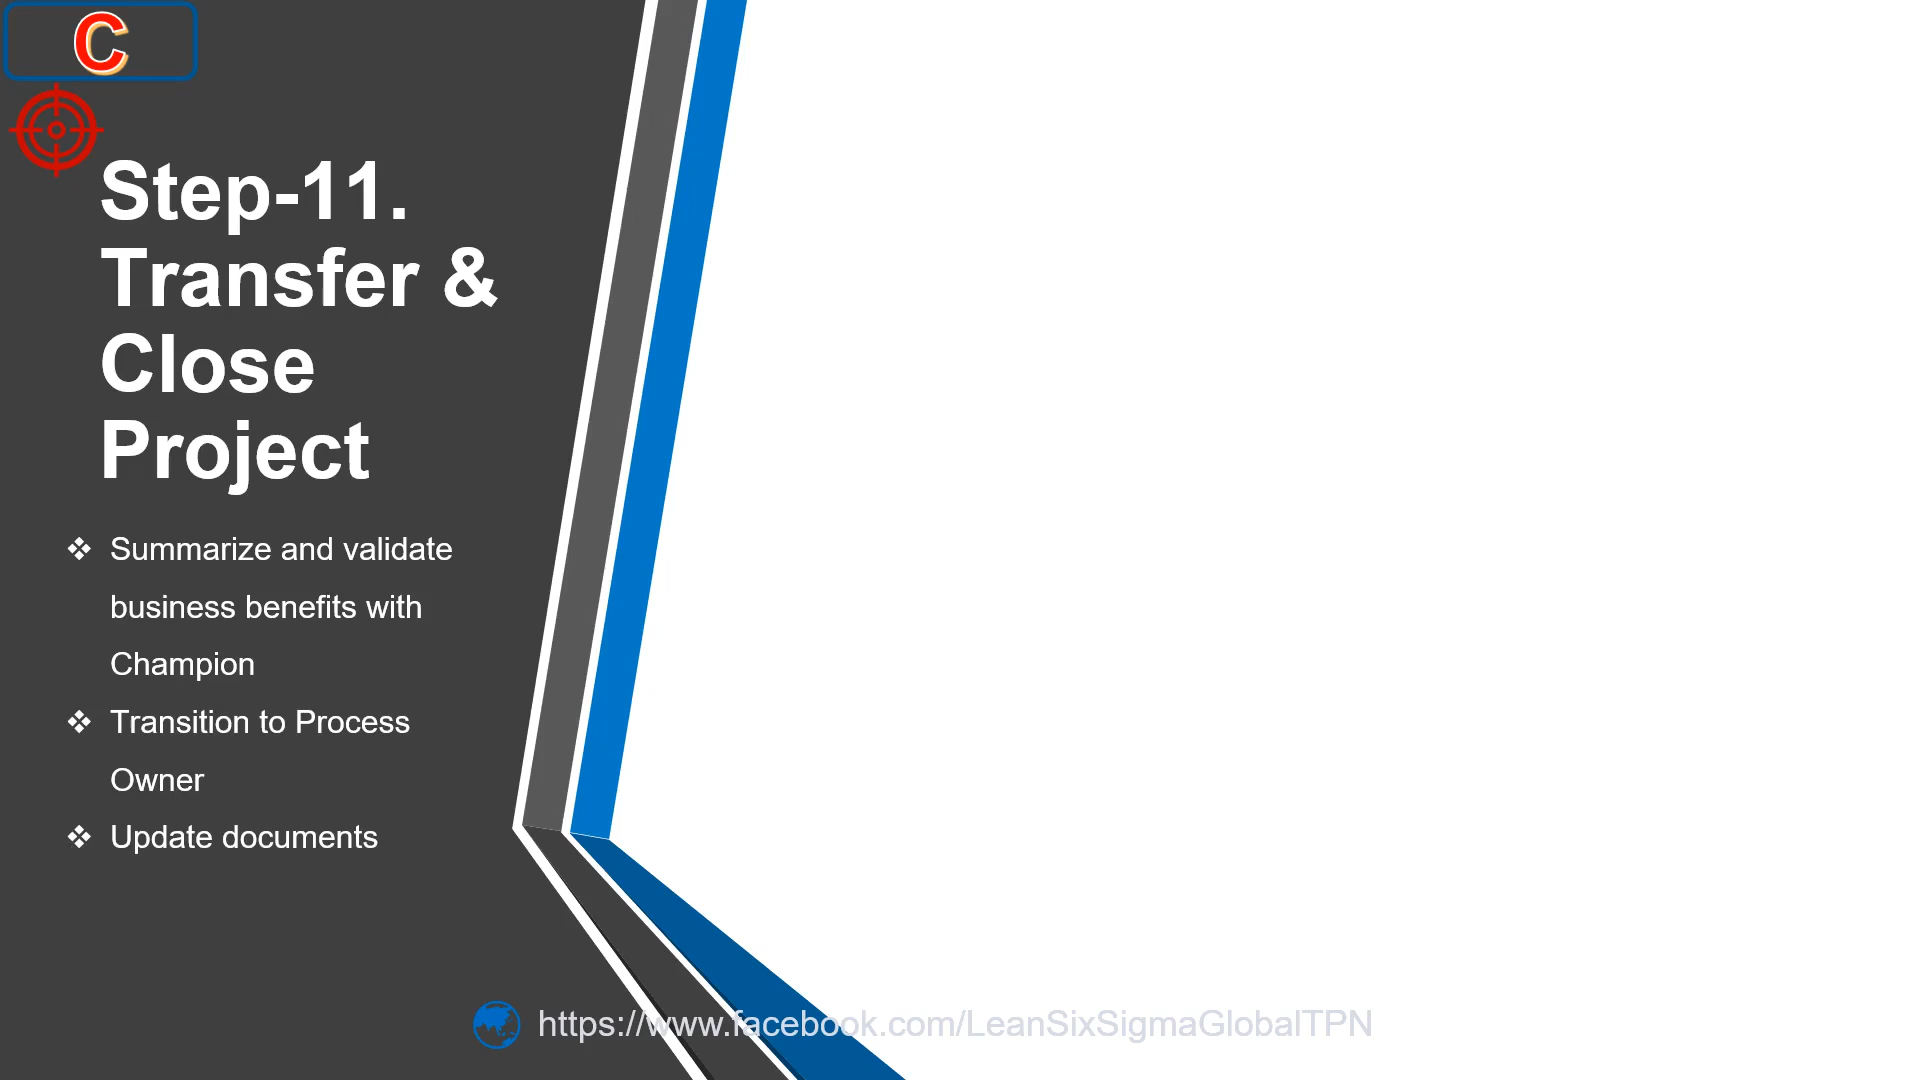 C
Step-11.
Transfer &
Close
Project
❖ Summarize and validate
business benefits with
Champion
❖ Transition to Process
Owner
❖ Update documents
https://www.facebook.com/LeanSixSigmaGlobalTPN